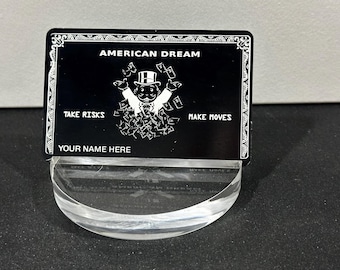 AMERICAN DREAM
TAKE RISKS
MAKE MOVES
YOUR NAME HERE